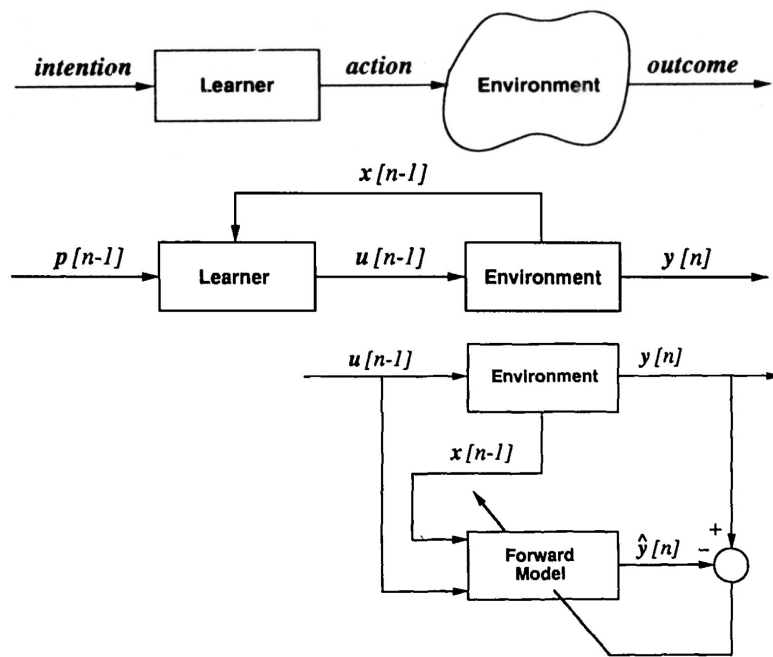 intention Learner action Environment outcome
x[n-1]
p[n-1] Learner u[n-1] Environment y[n]
u[n-1] Environment y[n]
x[n-1]
+
Forward Model ŷ[n] −